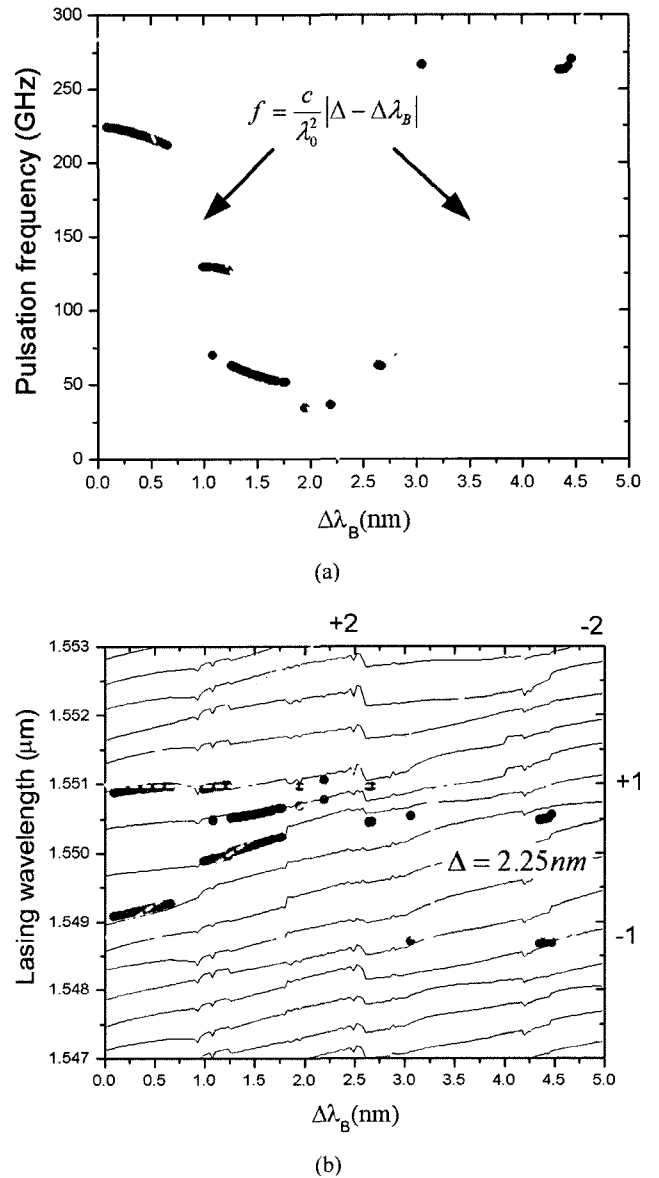 300
250
200
150
100
50
0
Pulsation frequency (GHz)
f = c/λ₀² |Δ − Δλ_B|
0.0 0.5 1.0 1.5 2.0 2.5 3.0 3.5 4.0 4.5 5.0
Δλ_B(nm)
(a)
+2 -2
1.553
1.552
1.551
1.550
1.549
1.548
1.547
Lasing wavelength (μm)
+1
Δ = 2.25nm
-1
0.0 0.5 1.0 1.5 2.0 2.5 3.0 3.5 4.0 4.5 5.0
Δλ_B(nm)
(b)